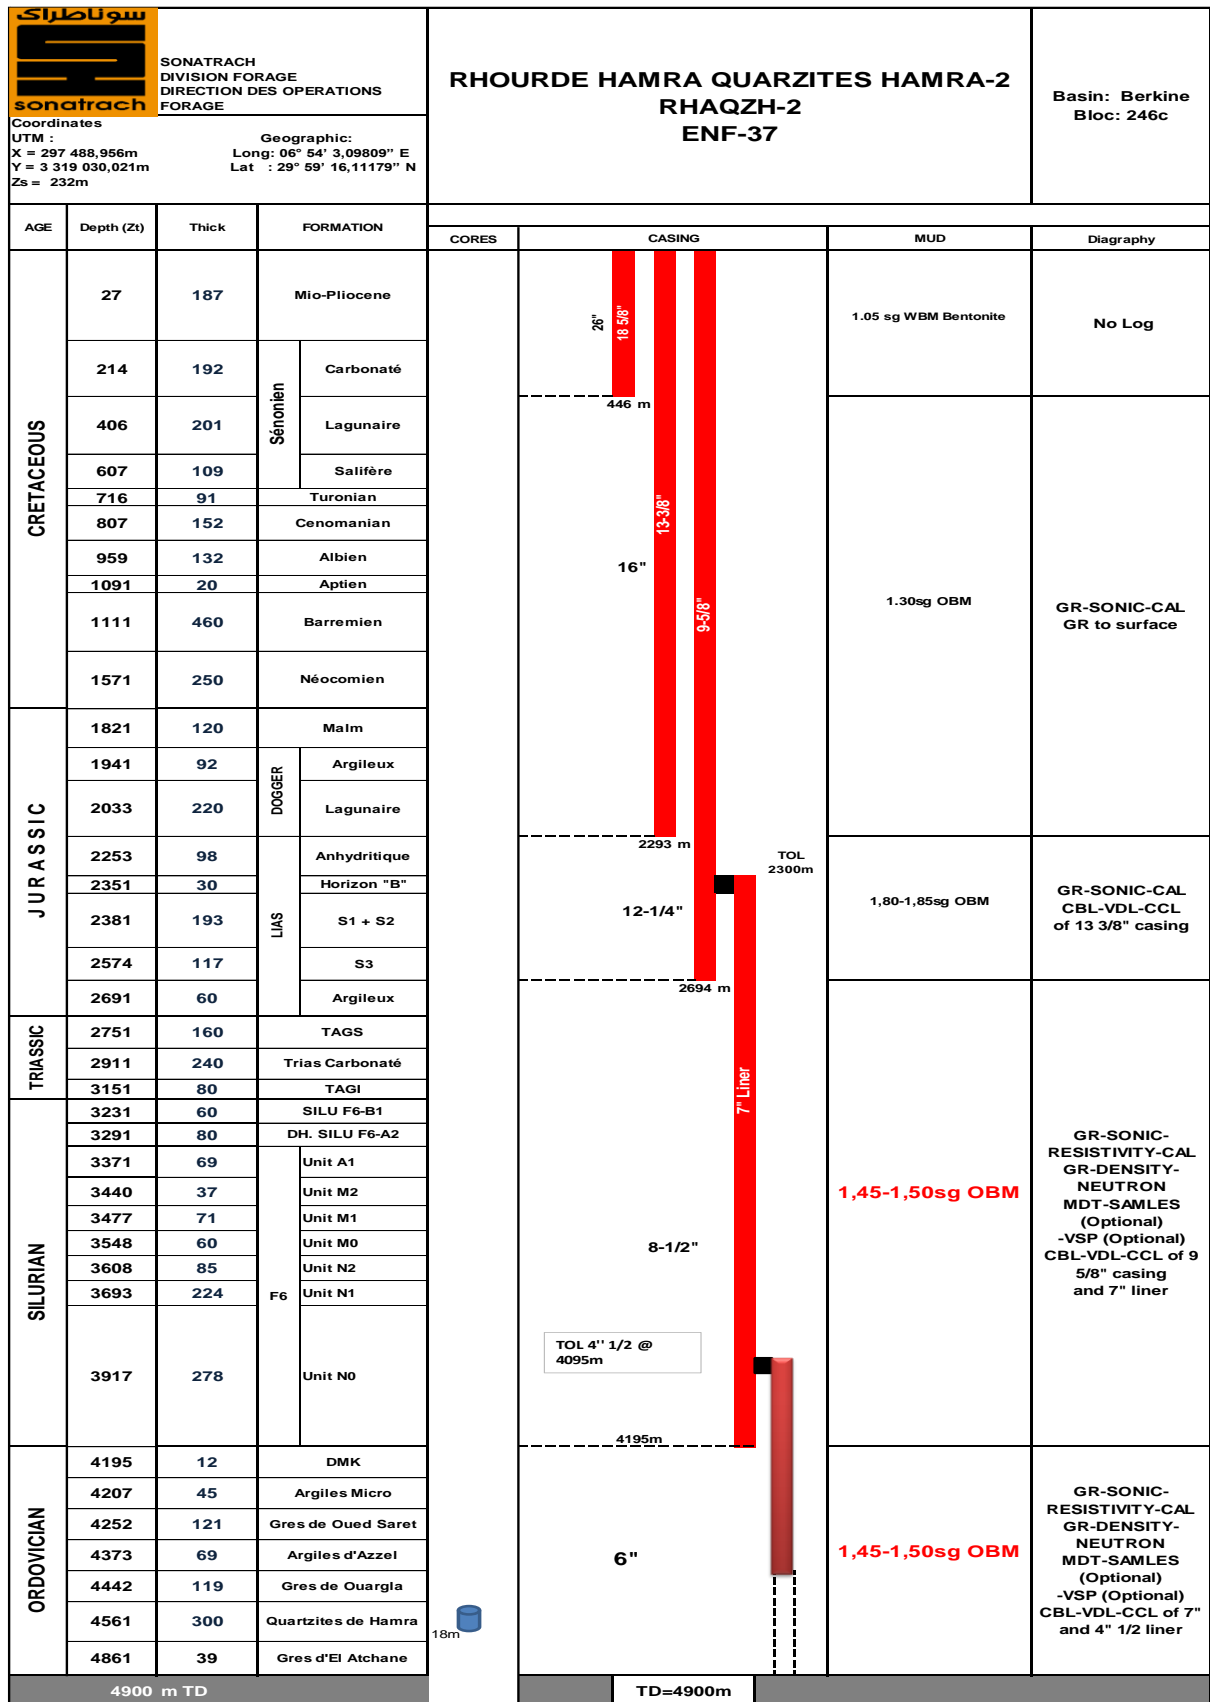 سوناطراك
sonatrach
SONATRACH
DIVISION FORAGE
DIRECTION DES OPERATIONS
FORAGE
Coordinates
UTM :
X = 297 488,956m
Y = 3 319 030,021m
Zs = 232m
Geographic:
Long: 06° 54' 3,09809" E
Lat : 29° 59' 16,11179" N
RHOURDE HAMRA QUARZITES HAMRA-2
RHAQZH-2
ENF-37
Basin: Berkine
Bloc: 246c
AGE Depth (Zt) Thick FORMATION CORES CASING MUD Diagraphy
CRETACEOUS
27 187 Mio-Pliocene
Sénonien
214 192 Carbonaté
406 201 Lagunaire
607 109 Salifère
716 91 Turonian
807 152 Cenomanian
959 132 Albien
1091 20 Aptien
1111 460 Barremien
1571 250 Néocomien
JURASSIC
1821 120 Malm
DOGGER
1941 92 Argileux
2033 220 Lagunaire
LIAS
2253 98 Anhydritique
2351 30 Horizon "B"
2381 193 S1 + S2
2574 117 S3
2691 60 Argileux
TRIASSIC
2751 160 TAGS
2911 240 Trias Carbonaté
3151 80 TAGI
SILURIAN
3231 60 SILU F6-B1
3291 80 DH. SILU F6-A2
F6
3371 69 Unit A1
3440 37 Unit M2
3477 71 Unit M1
3548 60 Unit M0
3608 85 Unit N2
3693 224 Unit N1
3917 278 Unit N0
ORDOVICIAN
4195 12 DMK
4207 45 Argiles Micro
4252 121 Gres de Oued Saret
4373 69 Argiles d'Azzel
4442 119 Gres de Ouargla
4561 300 Quartzites de Hamra
4861 39 Gres d'El Atchane
4900 m TD
18m
26"
18 5/8"
446 m
13-3/8"
16"
9-5/8"
2293 m
TOL
2300m
12-1/4"
2694 m
7" Liner
8-1/2"
TOL 4'' 1/2 @
4095m
4195m
6"
TD=4900m
1.05 sg WBM Bentonite
1.30sg OBM
1,80-1,85sg OBM
1,45-1,50sg OBM
1,45-1,50sg OBM
No Log
GR-SONIC-CAL
GR to surface
GR-SONIC-CAL
CBL-VDL-CCL
of 13 3/8" casing
GR-SONIC-
RESISTIVITY-CAL
GR-DENSITY-
NEUTRON
MDT-SAMLES
(Optional)
-VSP (Optional)
CBL-VDL-CCL of 9
5/8" casing
and 7" liner
GR-SONIC-
RESISTIVITY-CAL
GR-DENSITY-
NEUTRON
MDT-SAMLES
(Optional)
-VSP (Optional)
CBL-VDL-CCL of 7"
and 4" 1/2 liner